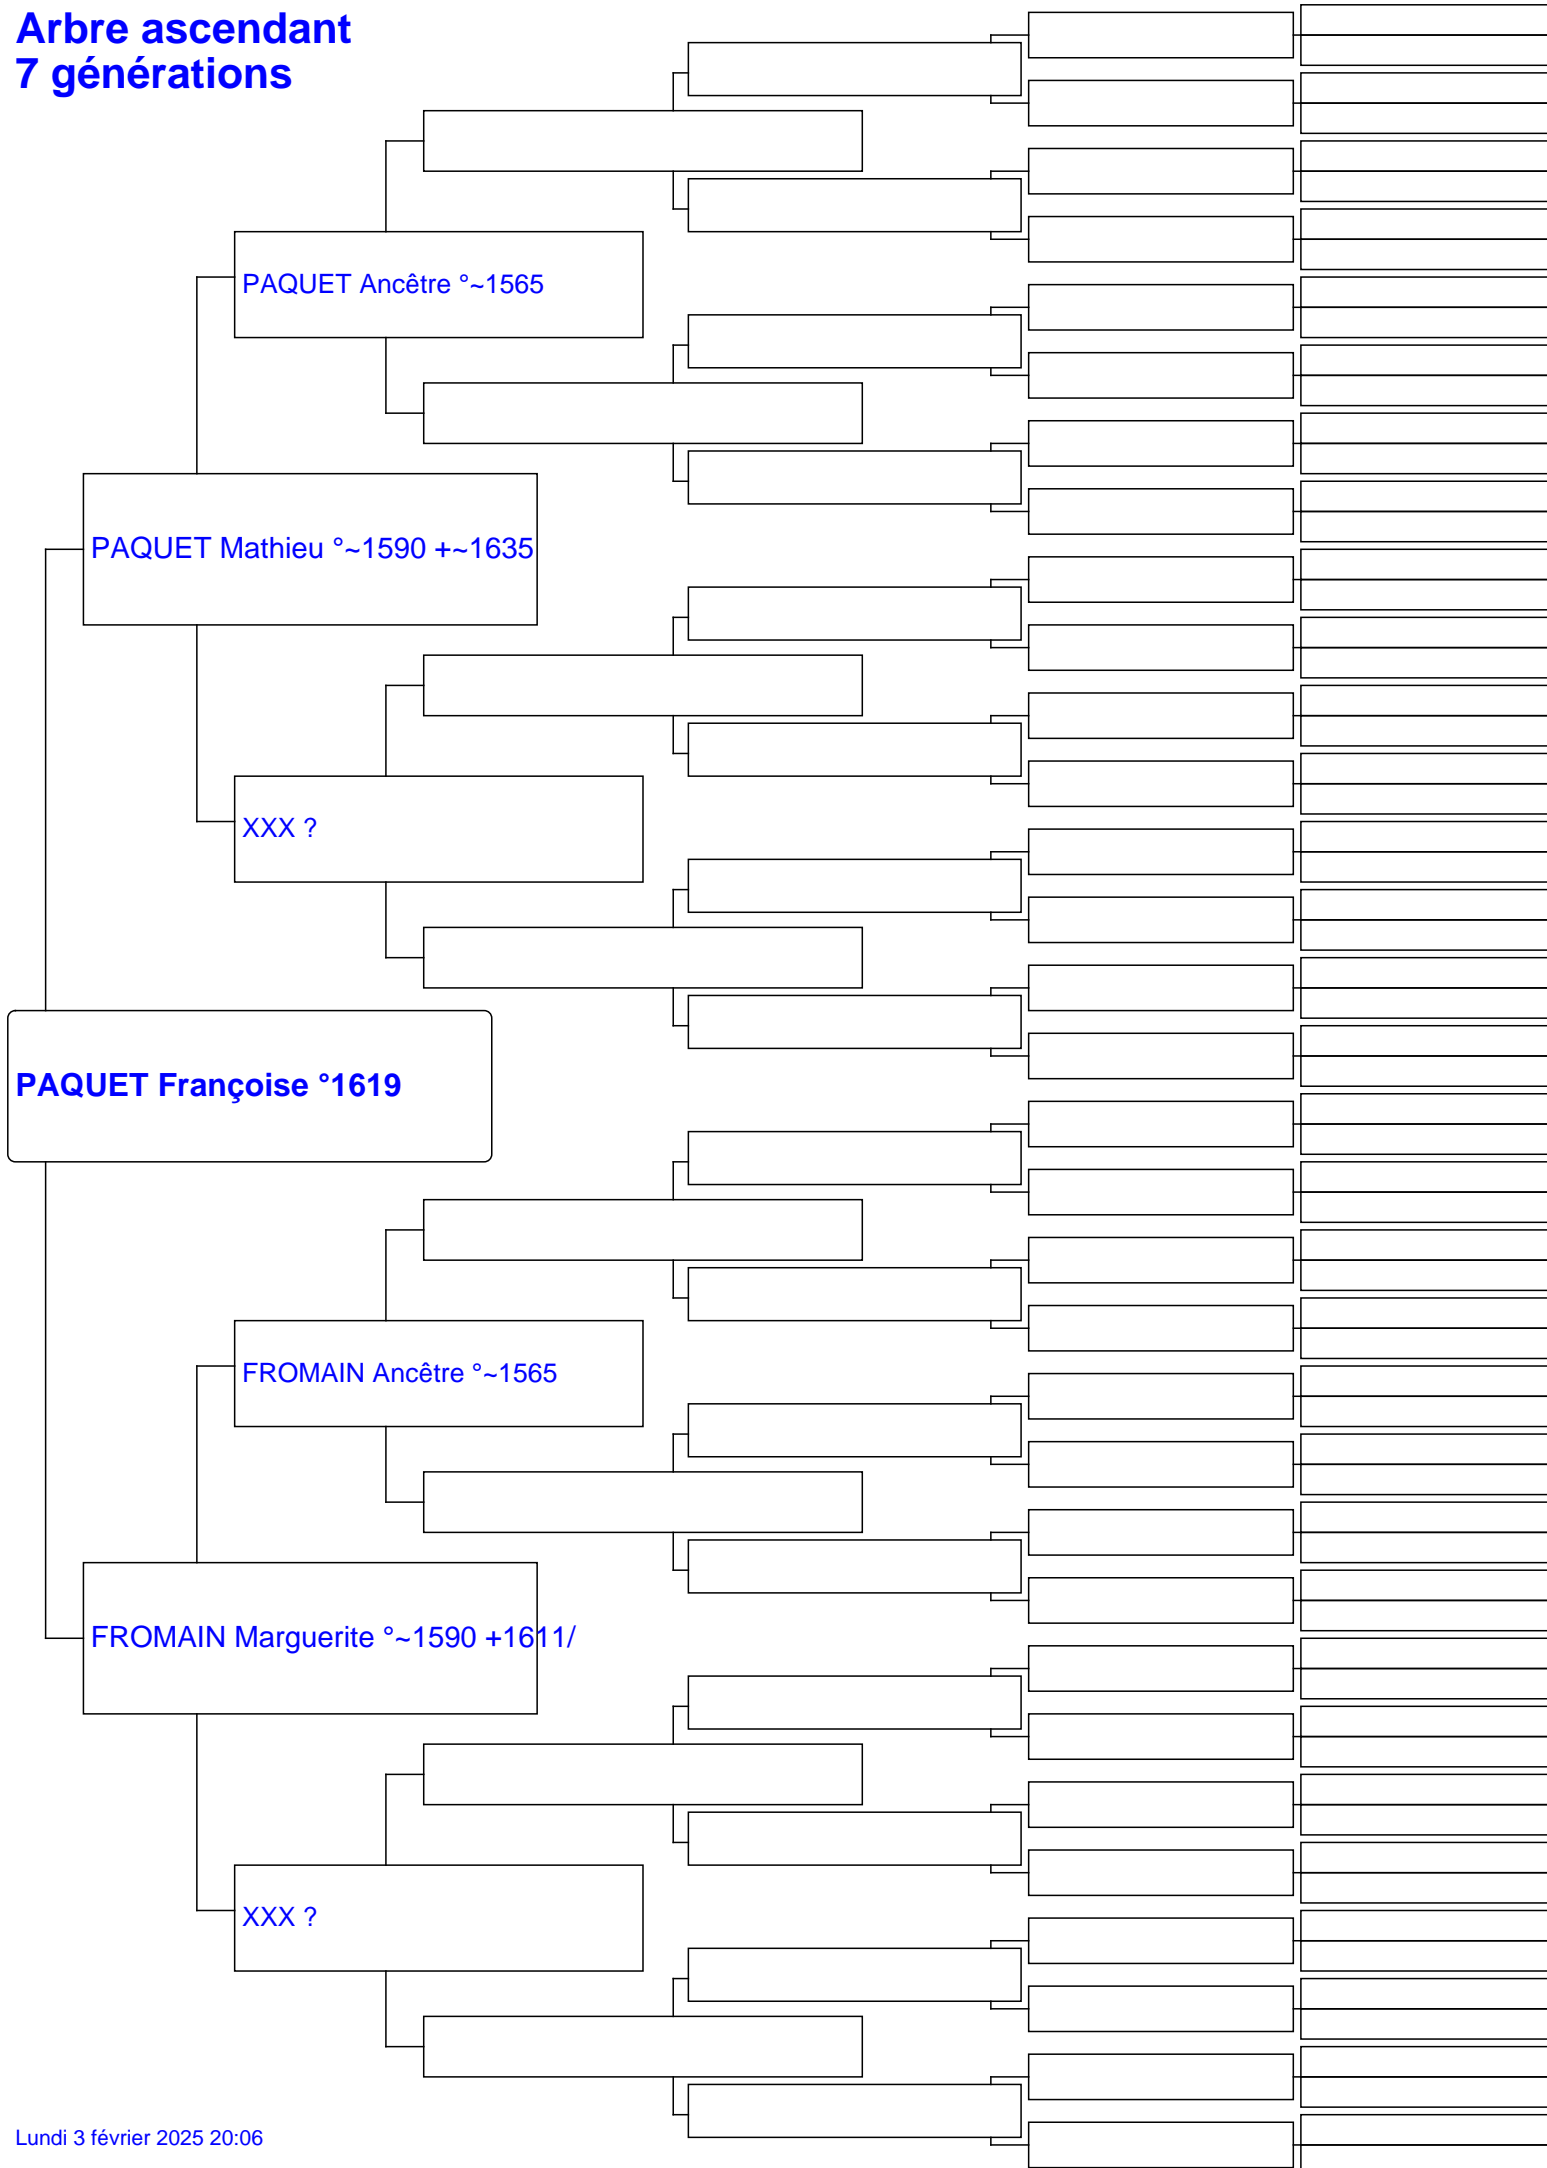 Arbre ascendant
7 générations
PAQUET Ancêtre °~1565
PAQUET Mathieu °~1590 +~1635
XXX ?
PAQUET Françoise °1619
FROMAIN Ancêtre °~1565
FROMAIN Marguerite °~1590 +1611/
XXX ?
Lundi 3 février 2025 20:06